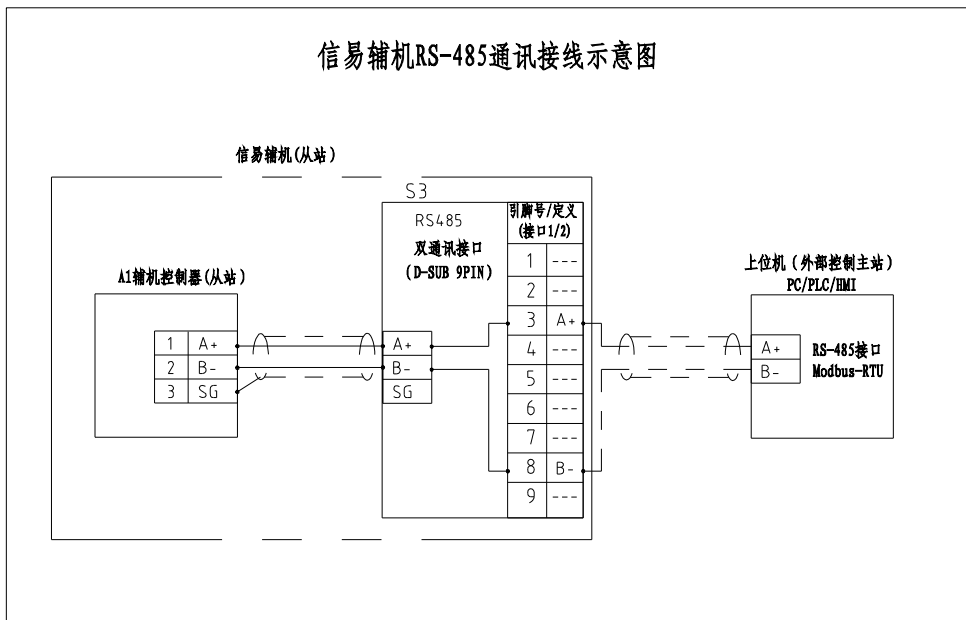 信易辅机RS-485通讯接线示意图
信易辅机(从站)
S3
RS485
双通讯接口
(D-SUB 9PIN)
引脚号/定义
(接口1/2)
1 ---
2 ---
3 A+
4 ---
5 ---
6 ---
7 ---
8 B-
9 ---
A1辅机控制器(从站)
1 A+
2 B-
3 SG
A+
B-
SG
上位机(外部控制主站)
PC/PLC/HMI
A+
B-
RS-485接口
Modbus-RTU